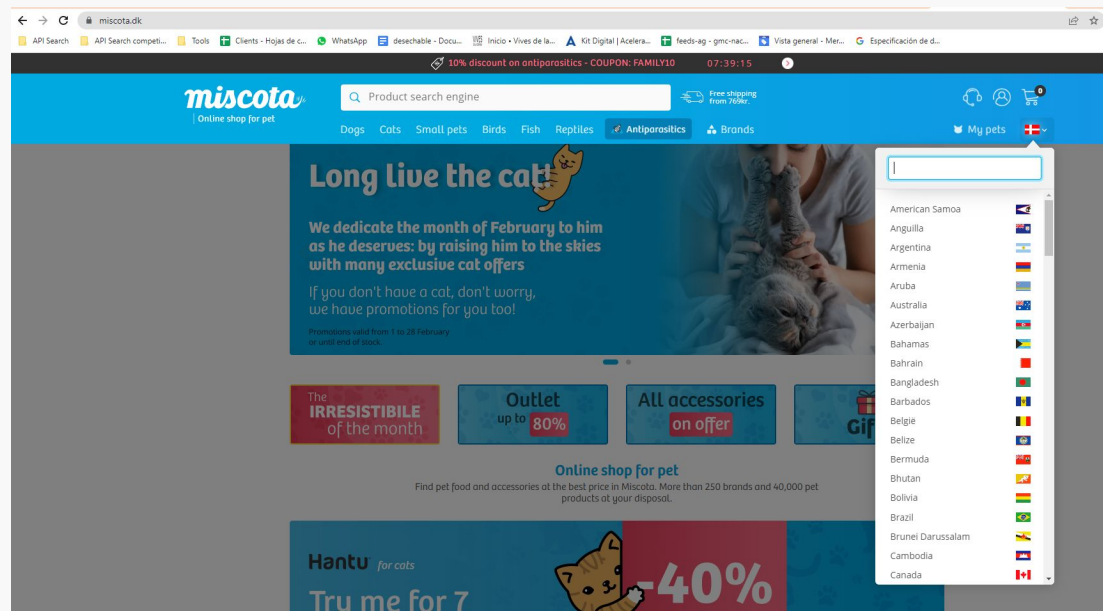 miscota.dk
API Search
API Search competi...
Tools
Clients - Hojas de c...
WhatsApp
desechable - Docu...
Inicio • Vives de la...
Kit Digital | Acelera...
feeds-ag - gmc-nac...
Vista general - Mer...
Especificación de d...
10% discount on antiparasitics - COUPON: FAMILY10
07:39:15
miscota
Online shop for pet
Product search engine
Free shipping
from 769kr.
0
Dogs
Cats
Small pets
Birds
Fish
Reptiles
Antiparasitics
Brands
My pets
Long live the cat!
We dedicate the month of February to him
as he deserves: by raising him to the skies
with many exclusive cat offers
If you don't have a cat, don't worry,
we have promotions for you too!
Promotions valid from 1 to 28 February
or until end of stock.
The
IRRESISTIBILE
of the month
Outlet
up to 80%
All accessories
on offer
Gif
Online shop for pet
Find pet food and accessories at the best price in Miscota. More than 250 brands and 40,000 pet
products at your disposal.
Hantu for cats
Try me for 7
-40%
American Samoa
Anguilla
Argentina
Armenia
Aruba
Australia
Azerbaijan
Bahamas
Bahrain
Bangladesh
Barbados
België
Belize
Bermuda
Bhutan
Bolivia
Brazil
Brunei Darussalam
Cambodia
Canada